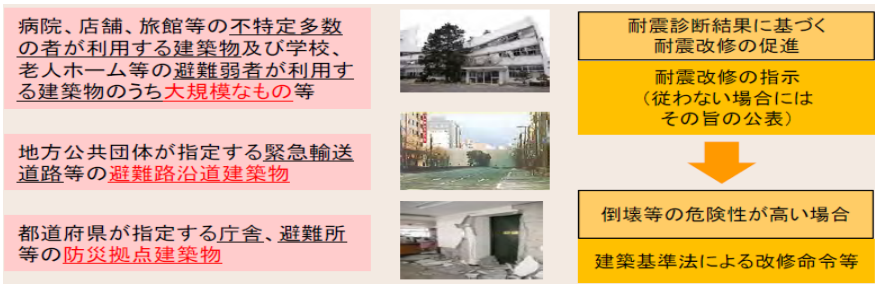 病院、店舗、旅館等の不特定多数
の者が利用する建築物及び学校、
老人ホーム等の避難弱者が利用す
る建築物のうち大規模なもの等
地方公共団体が指定する緊急輸送
道路等の避難路沿道建築物
都道府県が指定する庁舎、避難所
等の防災拠点建築物
耐震診断結果に基づく
耐震改修の促進
耐震改修の指示
（従わない場合には
その旨の公表）
倒壊等の危険性が高い場合
建築基準法による改修命令等